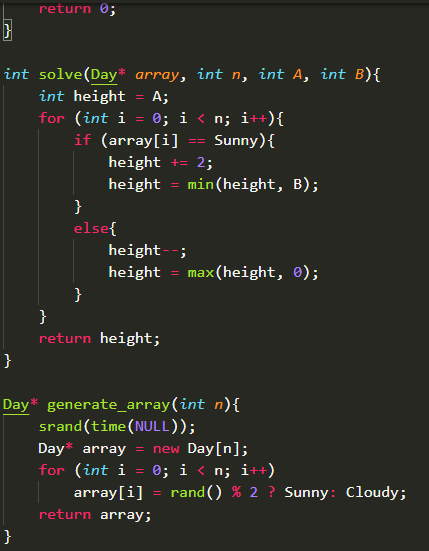 return 0;
}

int solve(Day* array, int n, int A, int B){
    int height = A;
    for (int i = 0; i < n; i++){
        if (array[i] == Sunny){
            height += 2;
            height = min(height, B);
        }
        else{
            height--;
            height = max(height, 0);
        }
    }
    return height;
}

Day* generate_array(int n){
    srand(time(NULL));
    Day* array = new Day[n];
    for (int i = 0; i < n; i++)
        array[i] = rand() % 2 ? Sunny: Cloudy;
    return array;
}